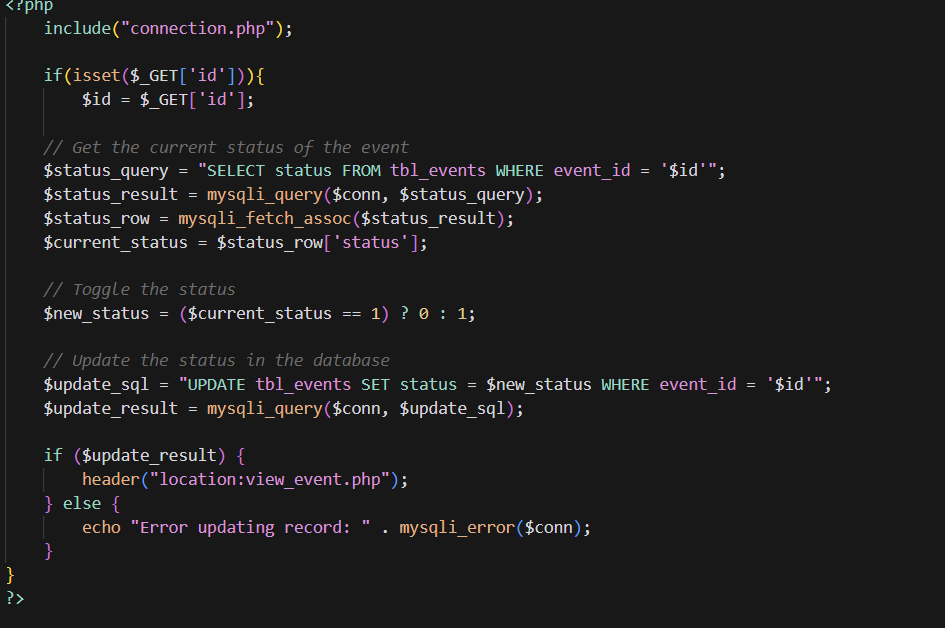 <?php
include("connection.php");
if(isset($_GET['id'])){
$id = $_GET['id'];
// Get the current status of the event
$status_query = "SELECT status FROM tbl_events WHERE event_id = '$id'";
$status_result = mysqli_query($conn, $status_query);
$status_row = mysqli_fetch_assoc($status_result);
$current_status = $status_row['status'];
// Toggle the status
$new_status = ($current_status == 1) ? 0 : 1;
// Update the status in the database
$update_sql = "UPDATE tbl_events SET status = $new_status WHERE event_id = '$id'";
$update_result = mysqli_query($conn, $update_sql);
if ($update_result) {
header("location:view_event.php");
} else {
echo "Error updating record: " . mysqli_error($conn);
}
}
?>